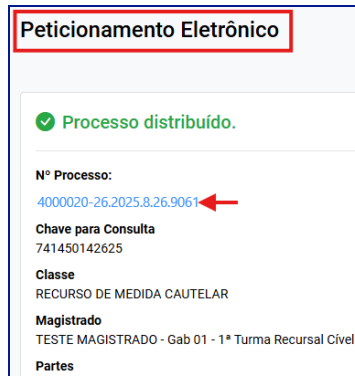 Peticionamento Eletrônico
Processo distribuído.
Nº Processo:
4000020-26.2025.8.26.9061
Chave para Consulta
741450142625
Classe
RECURSO DE MEDIDA CAUTELAR
Magistrado
TESTE MAGISTRADO - Gab 01 - 1ª Turma Recursal Cível
Partes